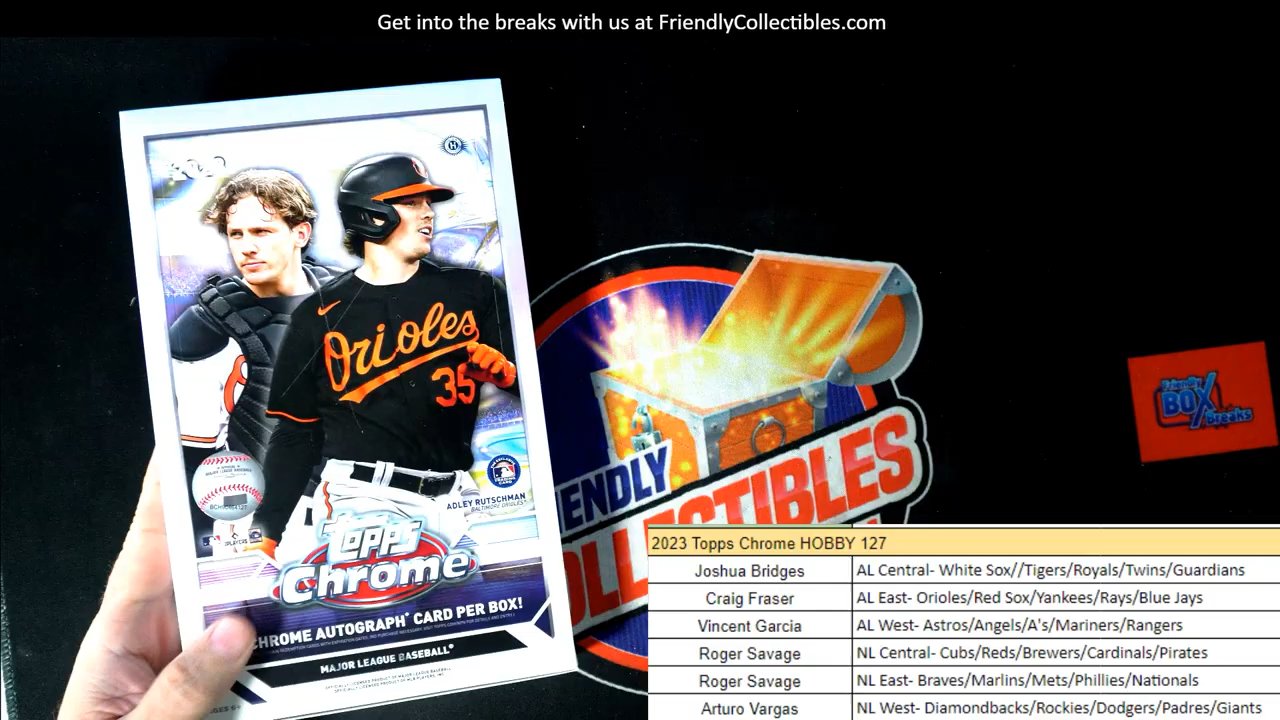 Get into the breaks with us at FriendlyCollectibles.com
Orioles
35
ADLEY RUTSCHMAN
BALTIMORE ORIOLES
Topps
Chrome
CHROME AUTOGRAPH* CARD PER BOX!
MAJOR LEAGUE BASEBALL
Friendly
BOX
Breaks
IENDLY
COLLECTIBLES
2023 Topps Chrome HOBBY 127
Joshua Bridges AL Central- White Sox//Tigers/Royals/Twins/Guardians
Craig Fraser AL East- Orioles/Red Sox/Yankees/Rays/Blue Jays
Vincent Garcia AL West- Astros/Angels/A's/Mariners/Rangers
Roger Savage NL Central- Cubs/Reds/Brewers/Cardinals/Pirates
Roger Savage NL East- Braves/Marlins/Mets/Phillies/Nationals
Arturo Vargas NL West- Diamondbacks/Rockies/Dodgers/Padres/Giants